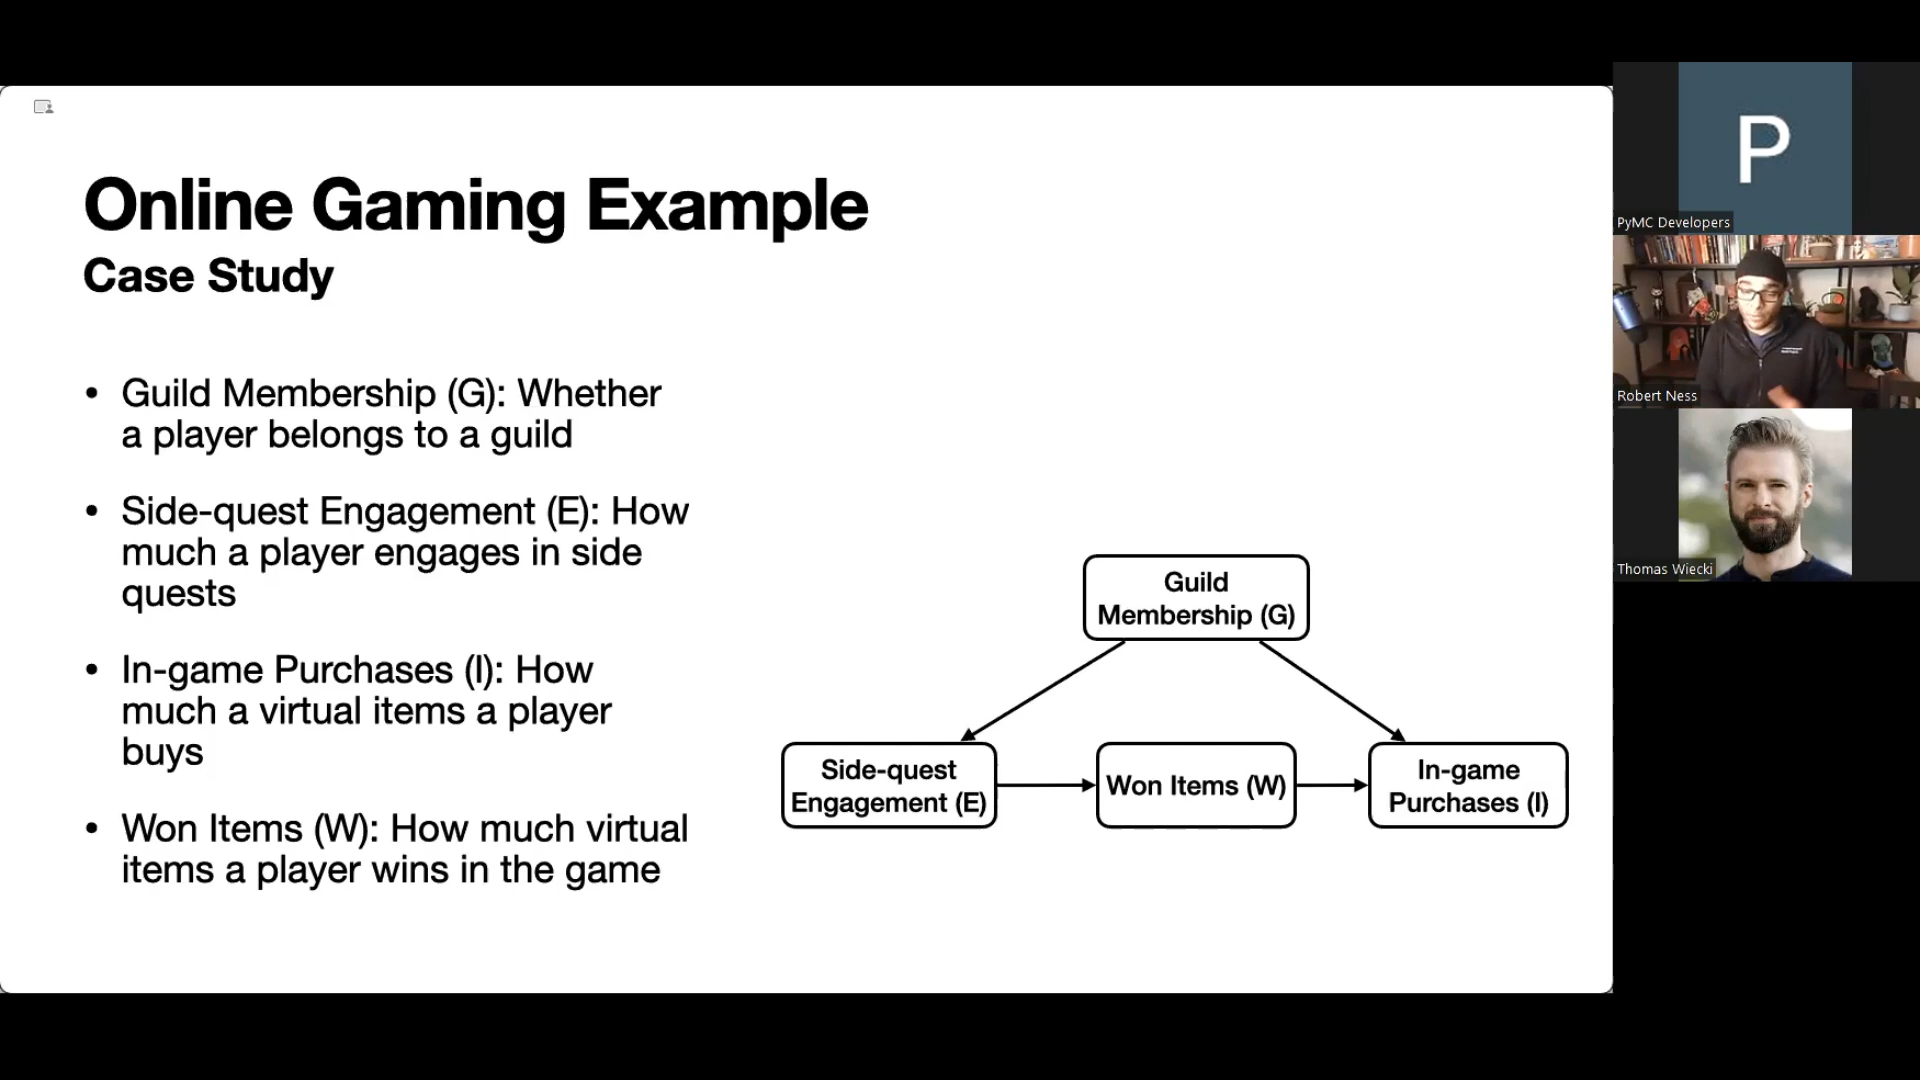 Online Gaming Example
Case Study
• Guild Membership (G): Whether
a player belongs to a guild
• Side-quest Engagement (E): How
much a player engages in side
quests
• In-game Purchases (I): How
much a virtual items a player
buys
• Won Items (W): How much virtual
items a player wins in the game
Guild
Membership (G)
Side-quest
Engagement (E)
Won Items (W)
In-game
Purchases (I)
P
PyMC Developers
Robert Ness
Thomas Wiecki